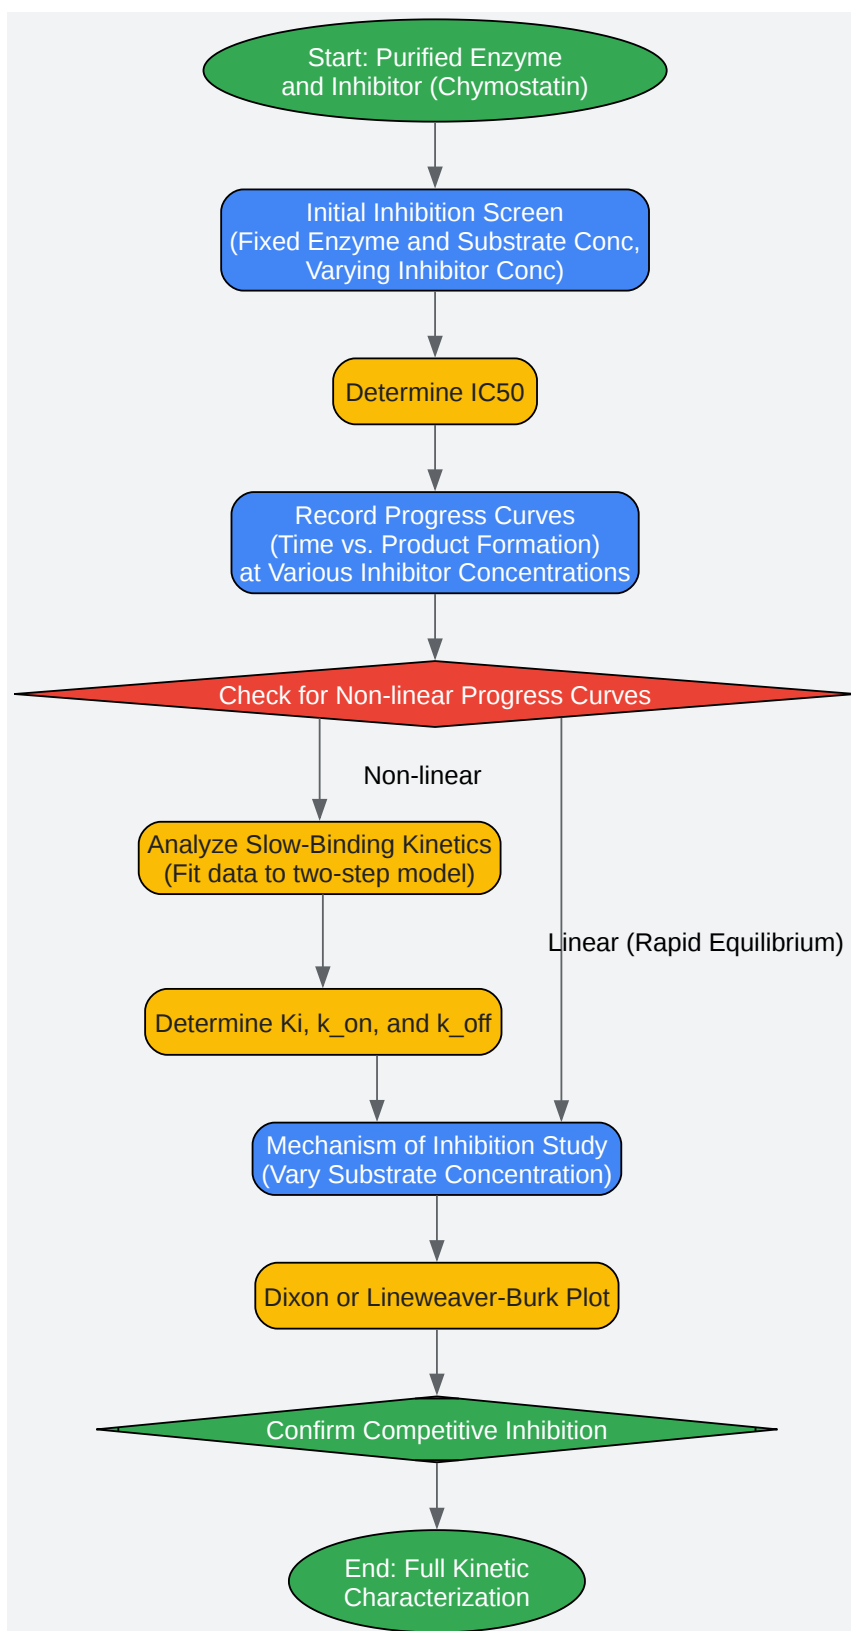 Start: Purified Enzyme
and Inhibitor (Chymostatin)
Initial Inhibition Screen
(Fixed Enzyme and Substrate Conc,
Varying Inhibitor Conc)
Determine IC50
Record Progress Curves
(Time vs. Product Formation)
at Various Inhibitor Concentrations
Check for Non-linear Progress Curves
Non-linear
Analyze Slow-Binding Kinetics
(Fit data to two-step model)
Linear (Rapid Equilibrium)
Determine Ki, k_on, and k_off
Mechanism of Inhibition Study
(Vary Substrate Concentration)
Dixon or Lineweaver-Burk Plot
Confirm Competitive Inhibition
End: Full Kinetic
Characterization